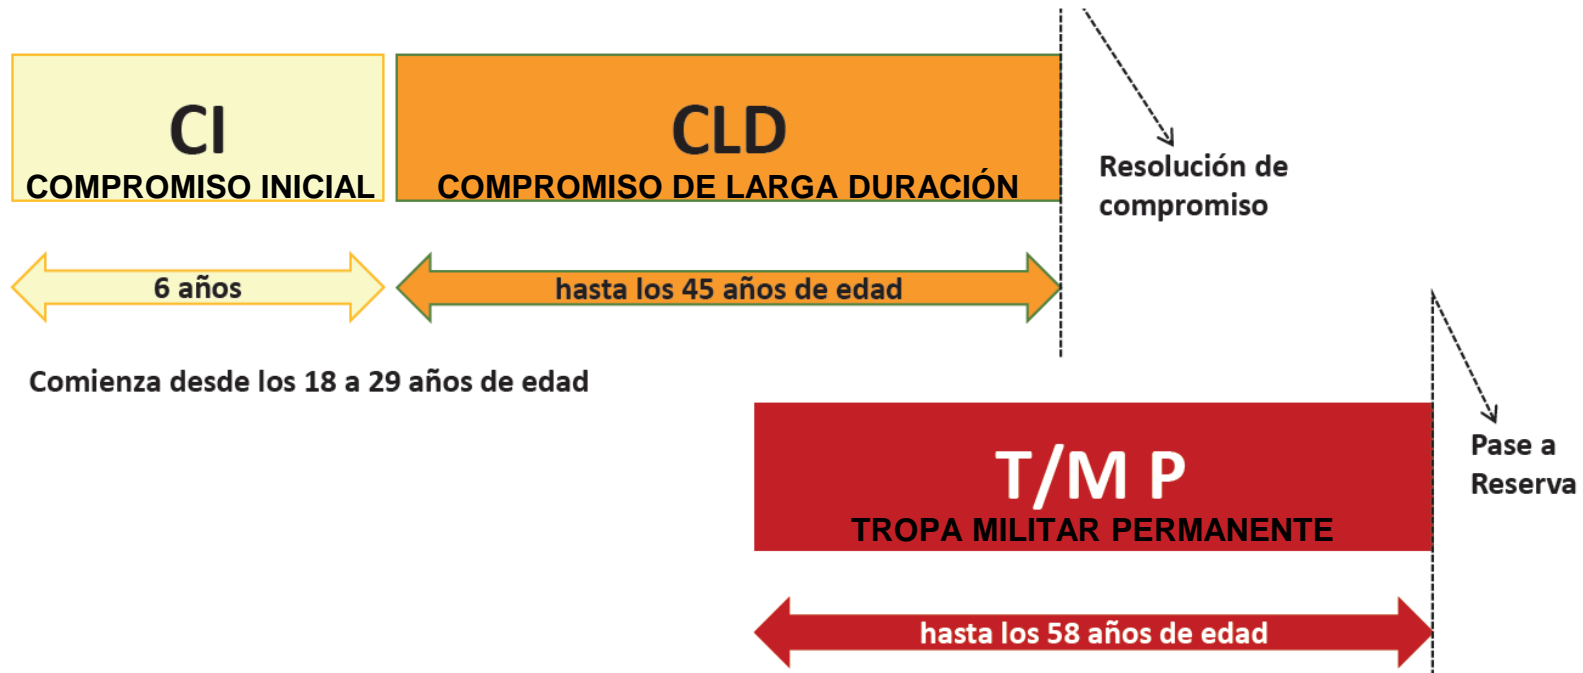 CI
COMPROMISO INICIAL
CLD
COMPROMISO DE LARGA DURACIÓN
Resolución de
compromiso
6 años
hasta los 45 años de edad
Comienza desde los 18 a 29 años de edad
T/M P
TROPA MILITAR PERMANENTE
Pase a
Reserva
hasta los 58 años de edad